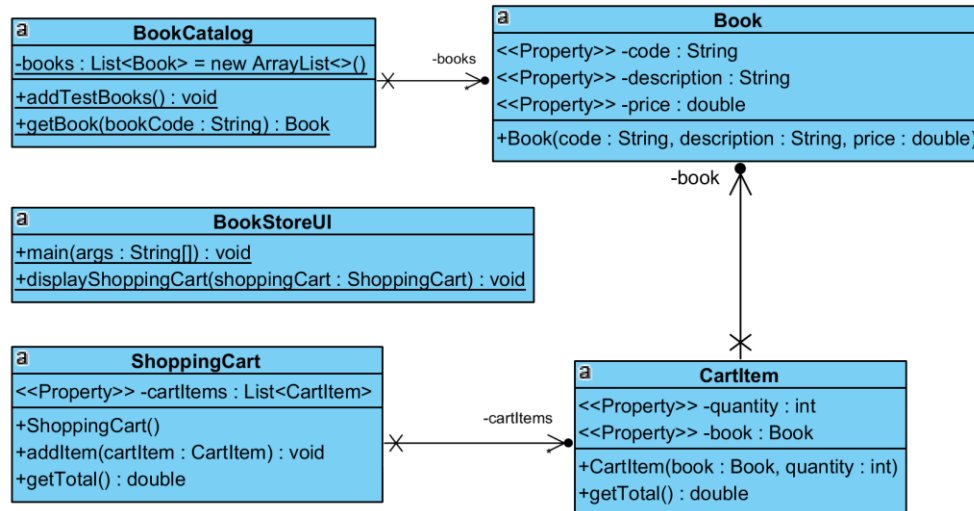 a
BookCatalog
-books : List<Book> = new ArrayList<>()
+addTestBooks() : void
+getBook(bookCode : String) : Book
-books
*
a
Book
<<Property>> -code : String
<<Property>> -description : String
<<Property>> -price : double
+Book(code : String, description : String, price : double)
-book
a
BookStoreUI
+main(args : String[]) : void
+displayShoppingCart(shoppingCart : ShoppingCart) : void
a
ShoppingCart
<<Property>> -cartItems : List<CartItem>
+ShoppingCart()
+addItem(cartItem : CartItem) : void
+getTotal() : double
-cartItems
*
a
CartItem
<<Property>> -quantity : int
<<Property>> -book : Book
+CartItem(book : Book, quantity : int)
+getTotal() : double